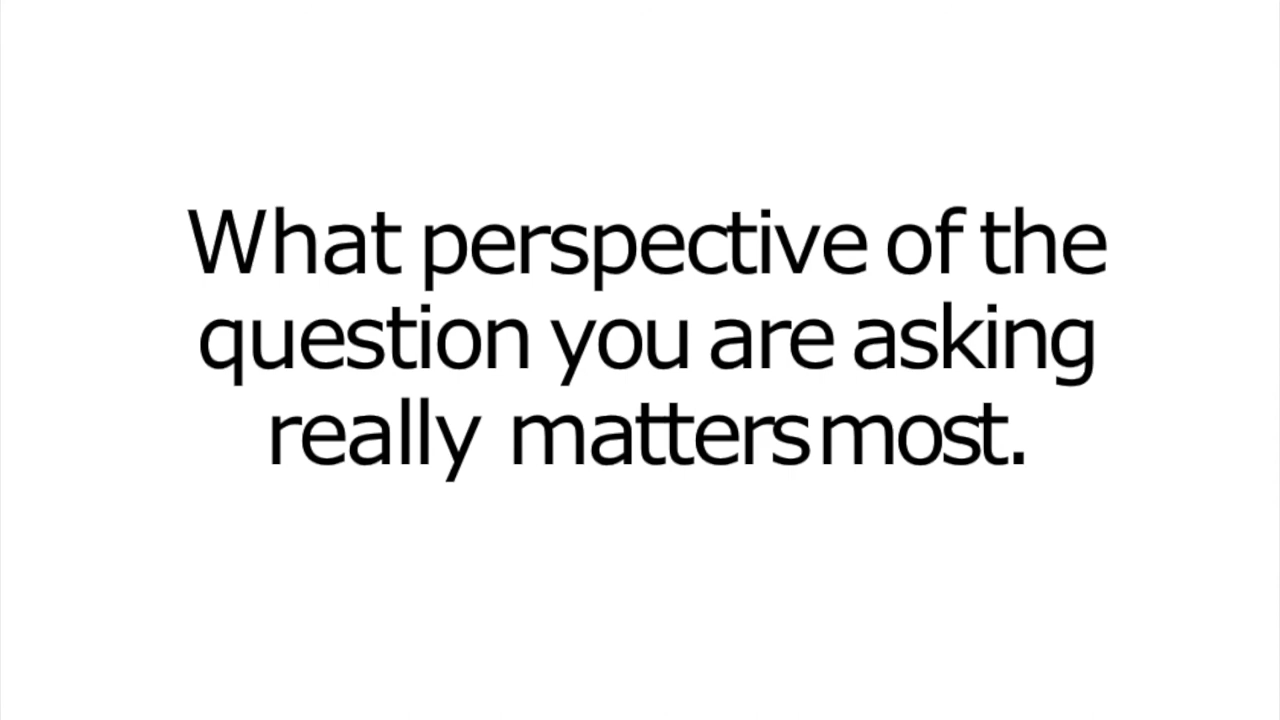 What perspective of the
question you are asking
really matters most.